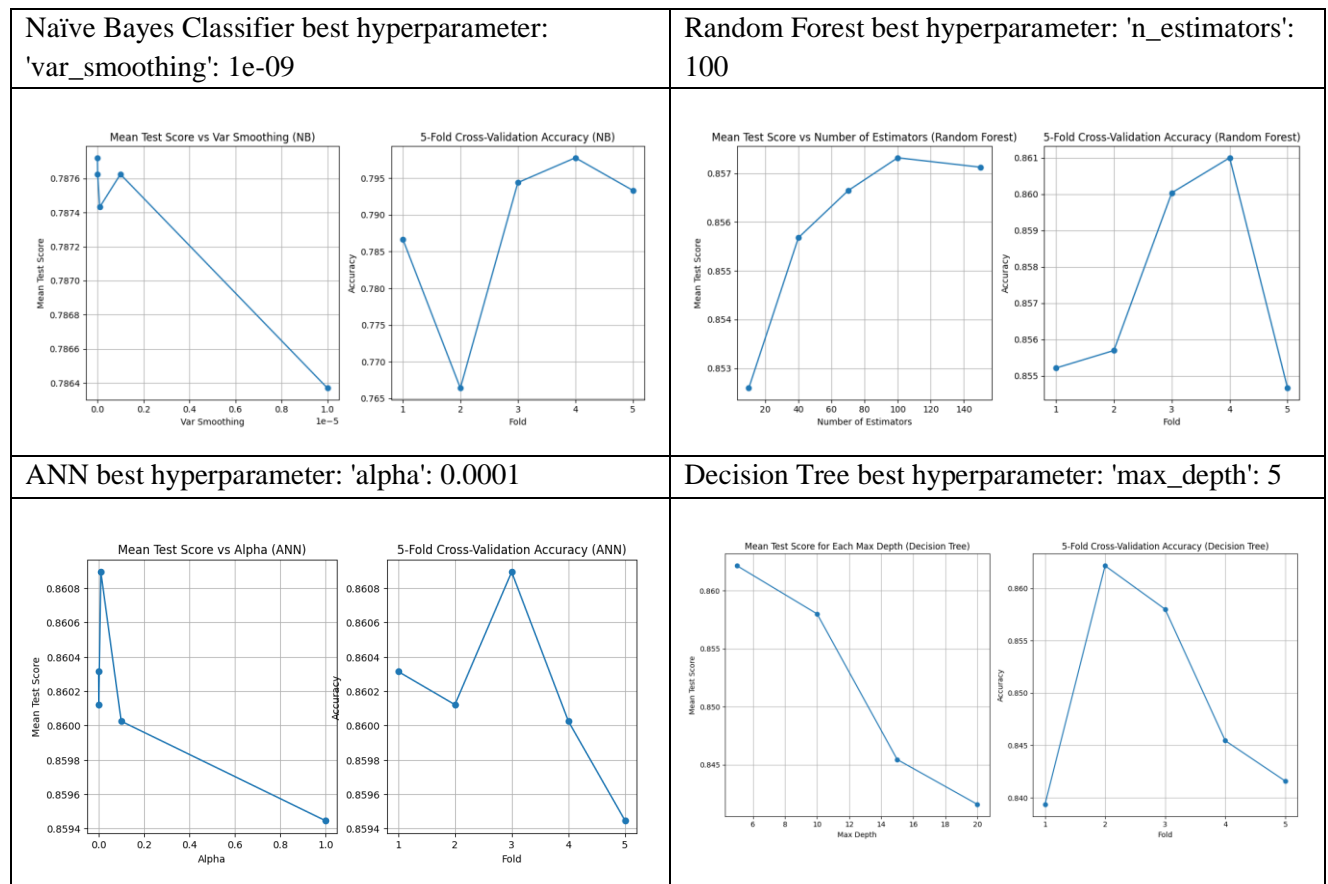 Naïve Bayes Classifier best hyperparameter:
'var_smoothing': 1e-09
Random Forest best hyperparameter: 'n_estimators':
100
Mean Test Score vs Var Smoothing (NB)
Mean Test Score
0.7876
0.7874
0.7872
0.7870
0.7868
0.7866
0.7864
0.0 0.2 0.4 0.6 0.8 1.0
1e−5
Var Smoothing
5-Fold Cross-Validation Accuracy (NB)
Accuracy
0.795
0.790
0.785
0.780
0.775
0.770
0.765
1 2 3 4 5
Fold
Mean Test Score vs Number of Estimators (Random Forest)
Mean Test Score
0.857
0.856
0.855
0.854
0.853
20 40 60 80 100 120 140
Number of Estimators
5-Fold Cross-Validation Accuracy (Random Forest)
Accuracy
0.861
0.860
0.859
0.858
0.857
0.856
0.855
1 2 3 4 5
Fold
ANN best hyperparameter: 'alpha': 0.0001
Decision Tree best hyperparameter: 'max_depth': 5
Mean Test Score vs Alpha (ANN)
Mean Test Score
0.8608
0.8606
0.8604
0.8602
0.8600
0.8598
0.8596
0.8594
0.0 0.2 0.4 0.6 0.8 1.0
Alpha
5-Fold Cross-Validation Accuracy (ANN)
Accuracy
0.8608
0.8606
0.8604
0.8602
0.8600
0.8598
0.8596
0.8594
1 2 3 4 5
Fold
Mean Test Score for Each Max Depth (Decision Tree)
Mean Test Score
0.860
0.855
0.850
0.845
6 8 10 12 14 16 18 20
Max Depth
5-Fold Cross-Validation Accuracy (Decision Tree)
Accuracy
0.860
0.855
0.850
0.845
0.840
1 2 3 4 5
Fold